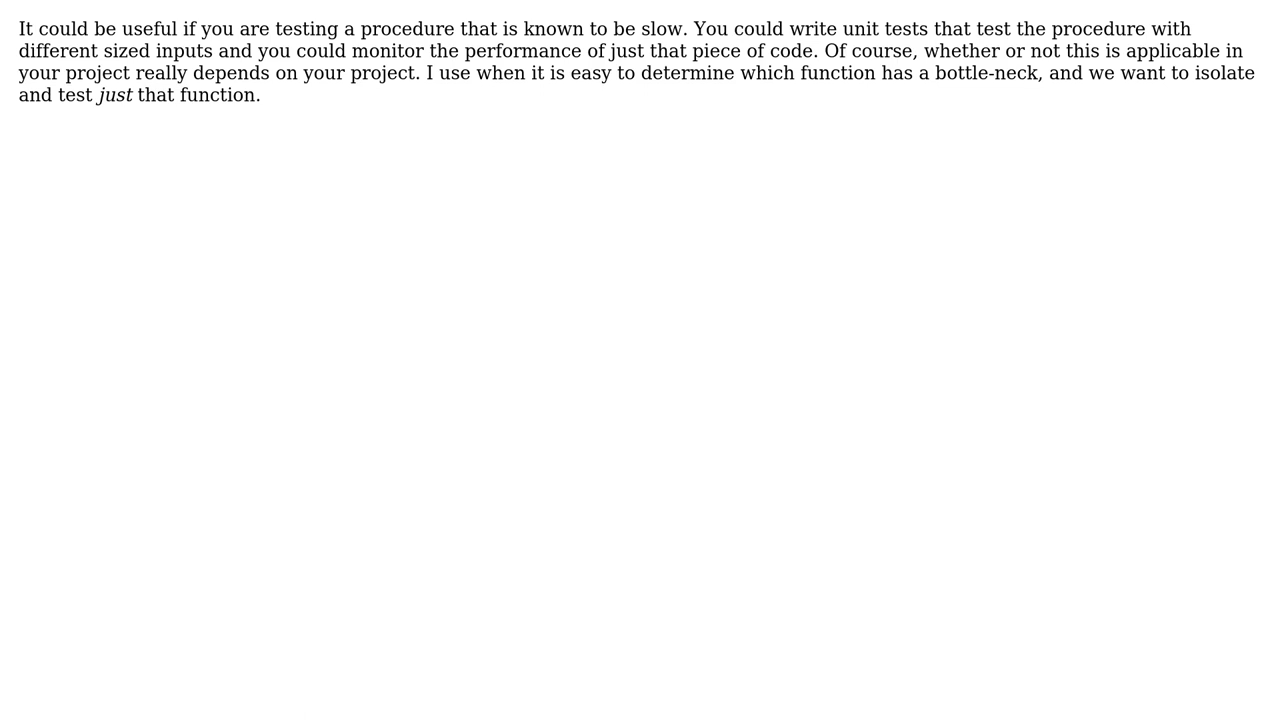 It could be useful if you are testing a procedure that is known to be slow. You could write unit tests that test the procedure with
different sized inputs and you could monitor the performance of just that piece of code. Of course, whether or not this is applicable in
your project really depends on your project. I use when it is easy to determine which function has a bottle-neck, and we want to isolate
and test just that function.